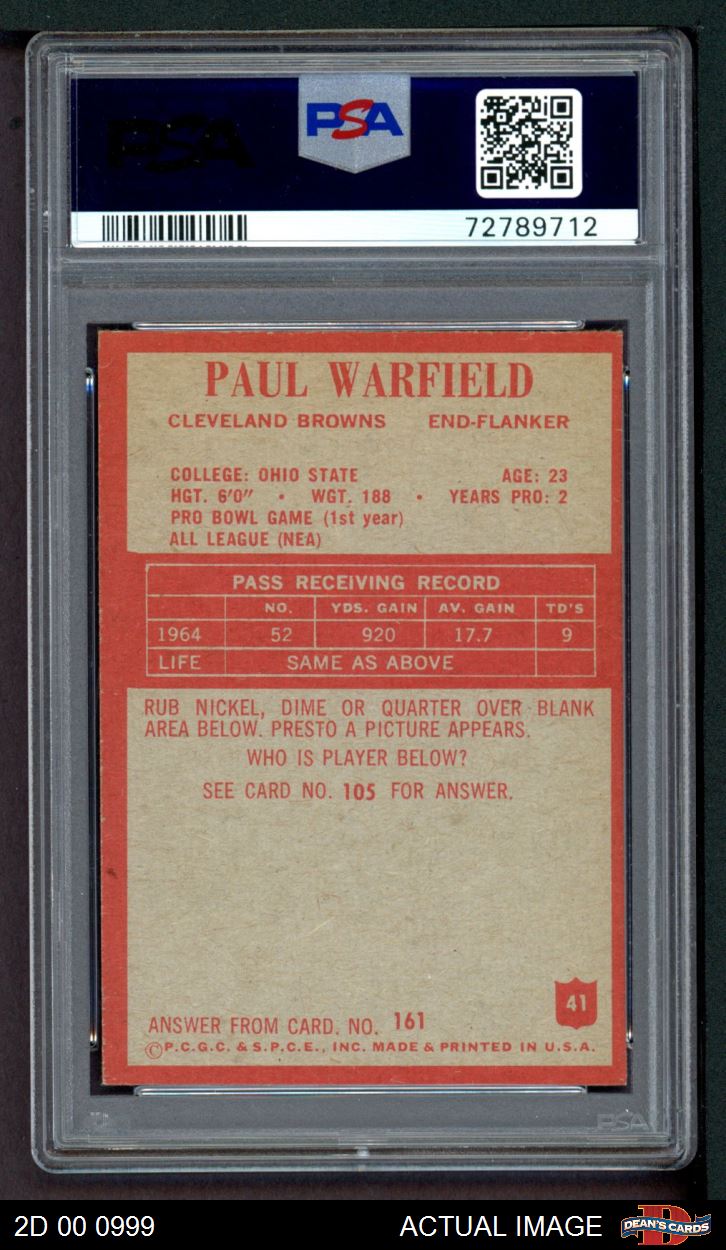 PSA
PSA
72789712
PAUL WARFIELD
CLEVELAND BROWNS END-FLANKER
COLLEGE: OHIO STATE AGE: 23
HGT. 6'0" • WGT. 188 • YEARS PRO: 2
PRO BOWL GAME (1st year)
ALL LEAGUE (NEA)
PASS RECEIVING RECORD
NO. YDS. GAIN AV. GAIN TD'S
1964 52 920 17.7 9
LIFE SAME AS ABOVE
RUB NICKEL, DIME OR QUARTER OVER BLANK
AREA BELOW. PRESTO A PICTURE APPEARS.
WHO IS PLAYER BELOW?
SEE CARD NO. 105 FOR ANSWER.
41
ANSWER FROM CARD. NO. 161
©P.C.G.C. & S.P.C.E., INC. MADE & PRINTED IN U.S.A.
PSA
2D 00 0999 ACTUAL IMAGE DEAN'S CARDS